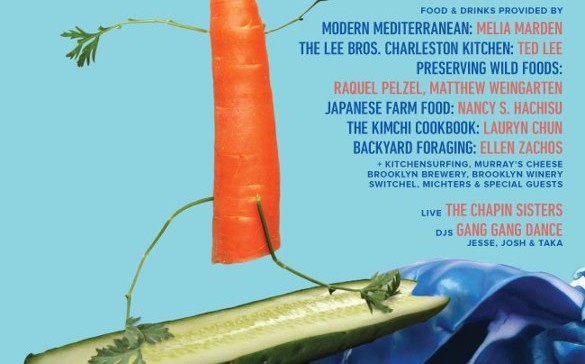 FOOD & DRINKS PROVIDED BY
MODERN MEDITERRANEAN: MELIA MARDEN
THE LEE BROS. CHARLESTON KITCHEN: TED LEE
PRESERVING WILD FOODS:
RAQUEL PELZEL, MATTHEW WEINGARTEN
JAPANESE FARM FOOD: NANCY S. HACHISU
THE KIMCHI COOKBOOK: LAURYN CHUN
BACKYARD FORAGING: ELLEN ZACHOS
+ KITCHENSURFING, MURRAY'S CHEESE
BROOKLYN BREWERY, BROOKLYN WINERY
SWITCHEL, MICHTERS & SPECIAL GUESTS
LIVE THE CHAPIN SISTERS
DJS GANG GANG DANCE
JESSE, JOSH & TAKA